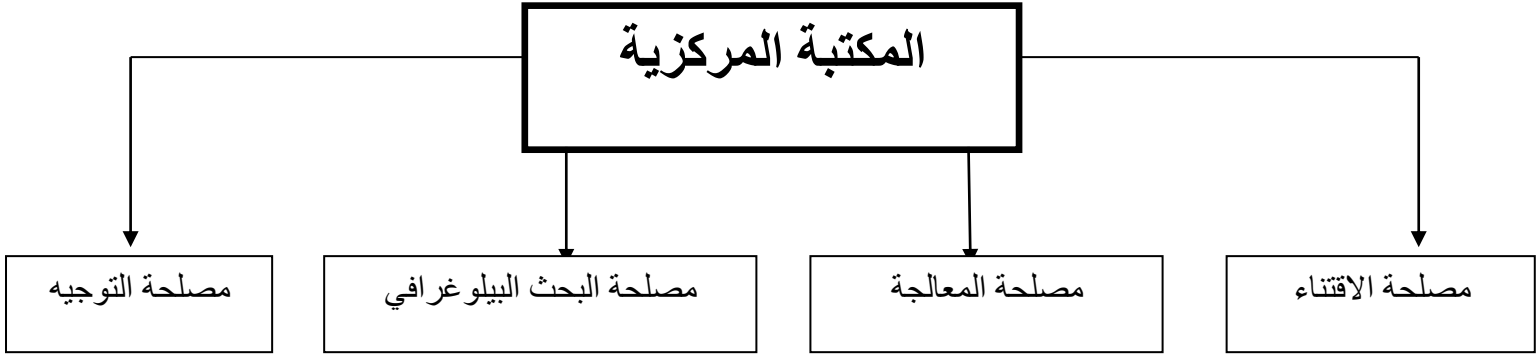 المكتبة المركزية
مصلحة الاقتناء
مصلحة المعالجة
مصلحة البحث البيلوغرافي
مصلحة التوجيه